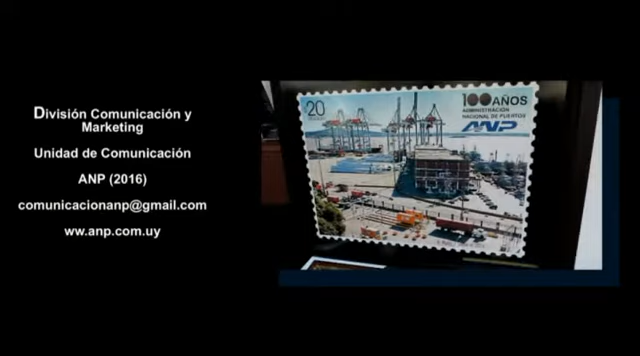 División Comunicación y
Marketing
Unidad de Comunicación
ANP (2016)
comunicacionanp@gmail.com
ww.anp.com.uy
20
100 AÑOS
ADMINISTRACIÓN
NACIONAL DE PUERTOS
ANP